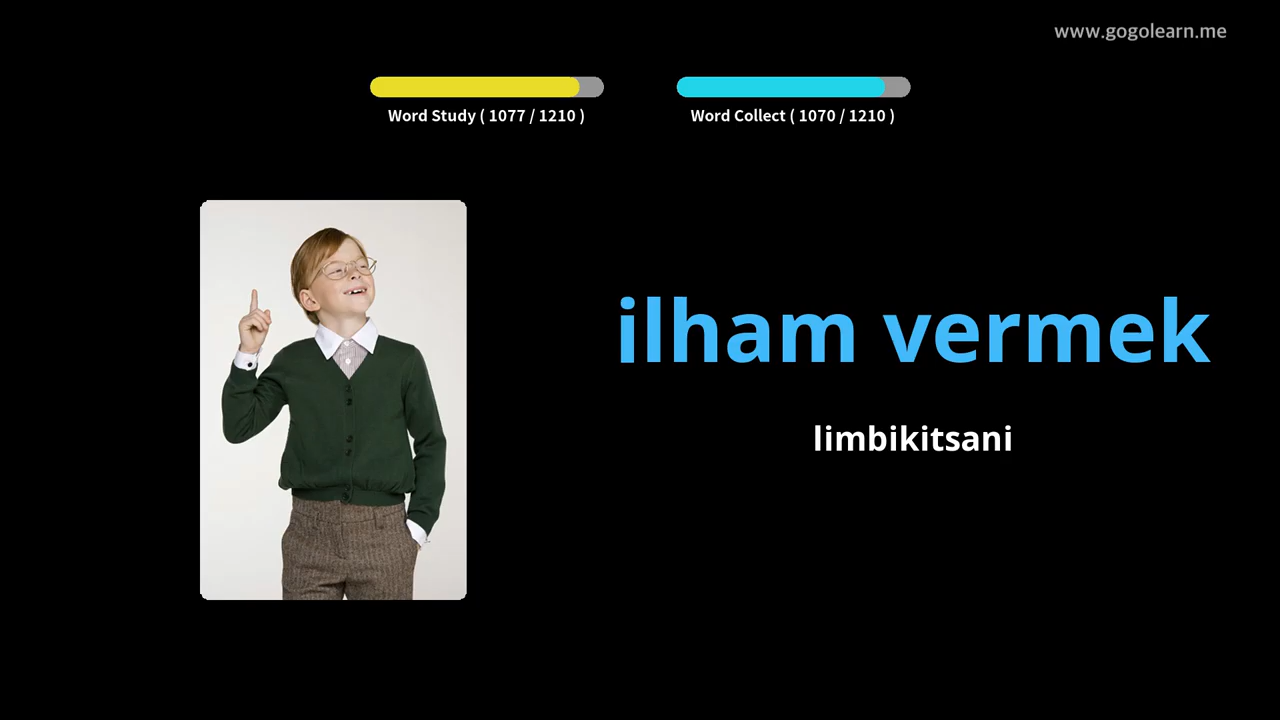 www.gogolearn.me
Word Study ( 1077 / 1210 )
Word Collect ( 1070 / 1210 )
ilham vermek
limbikitsani